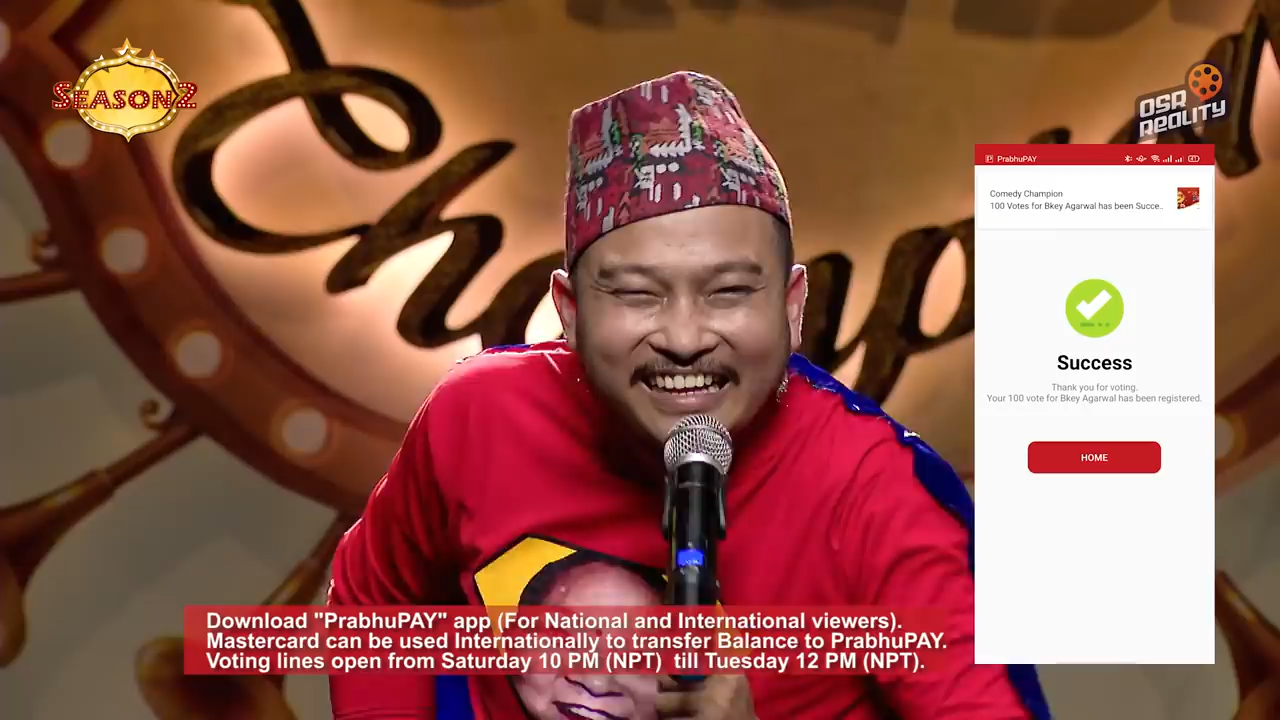 SEASON 2
OSR
REALITY
Champ
PrabhuPAY
Comedy Champion
100 Votes for Bkey Agarwal has been Succe..
Success
Thank you for voting.
Your 100 vote for Bkey Agarwal has been registered.
HOME
Download "PrabhuPAY" app (For National and International viewers).
Mastercard can be used Internationally to transfer Balance to PrabhuPAY.
Voting lines open from Saturday 10 PM (NPT) till Tuesday 12 PM (NPT).